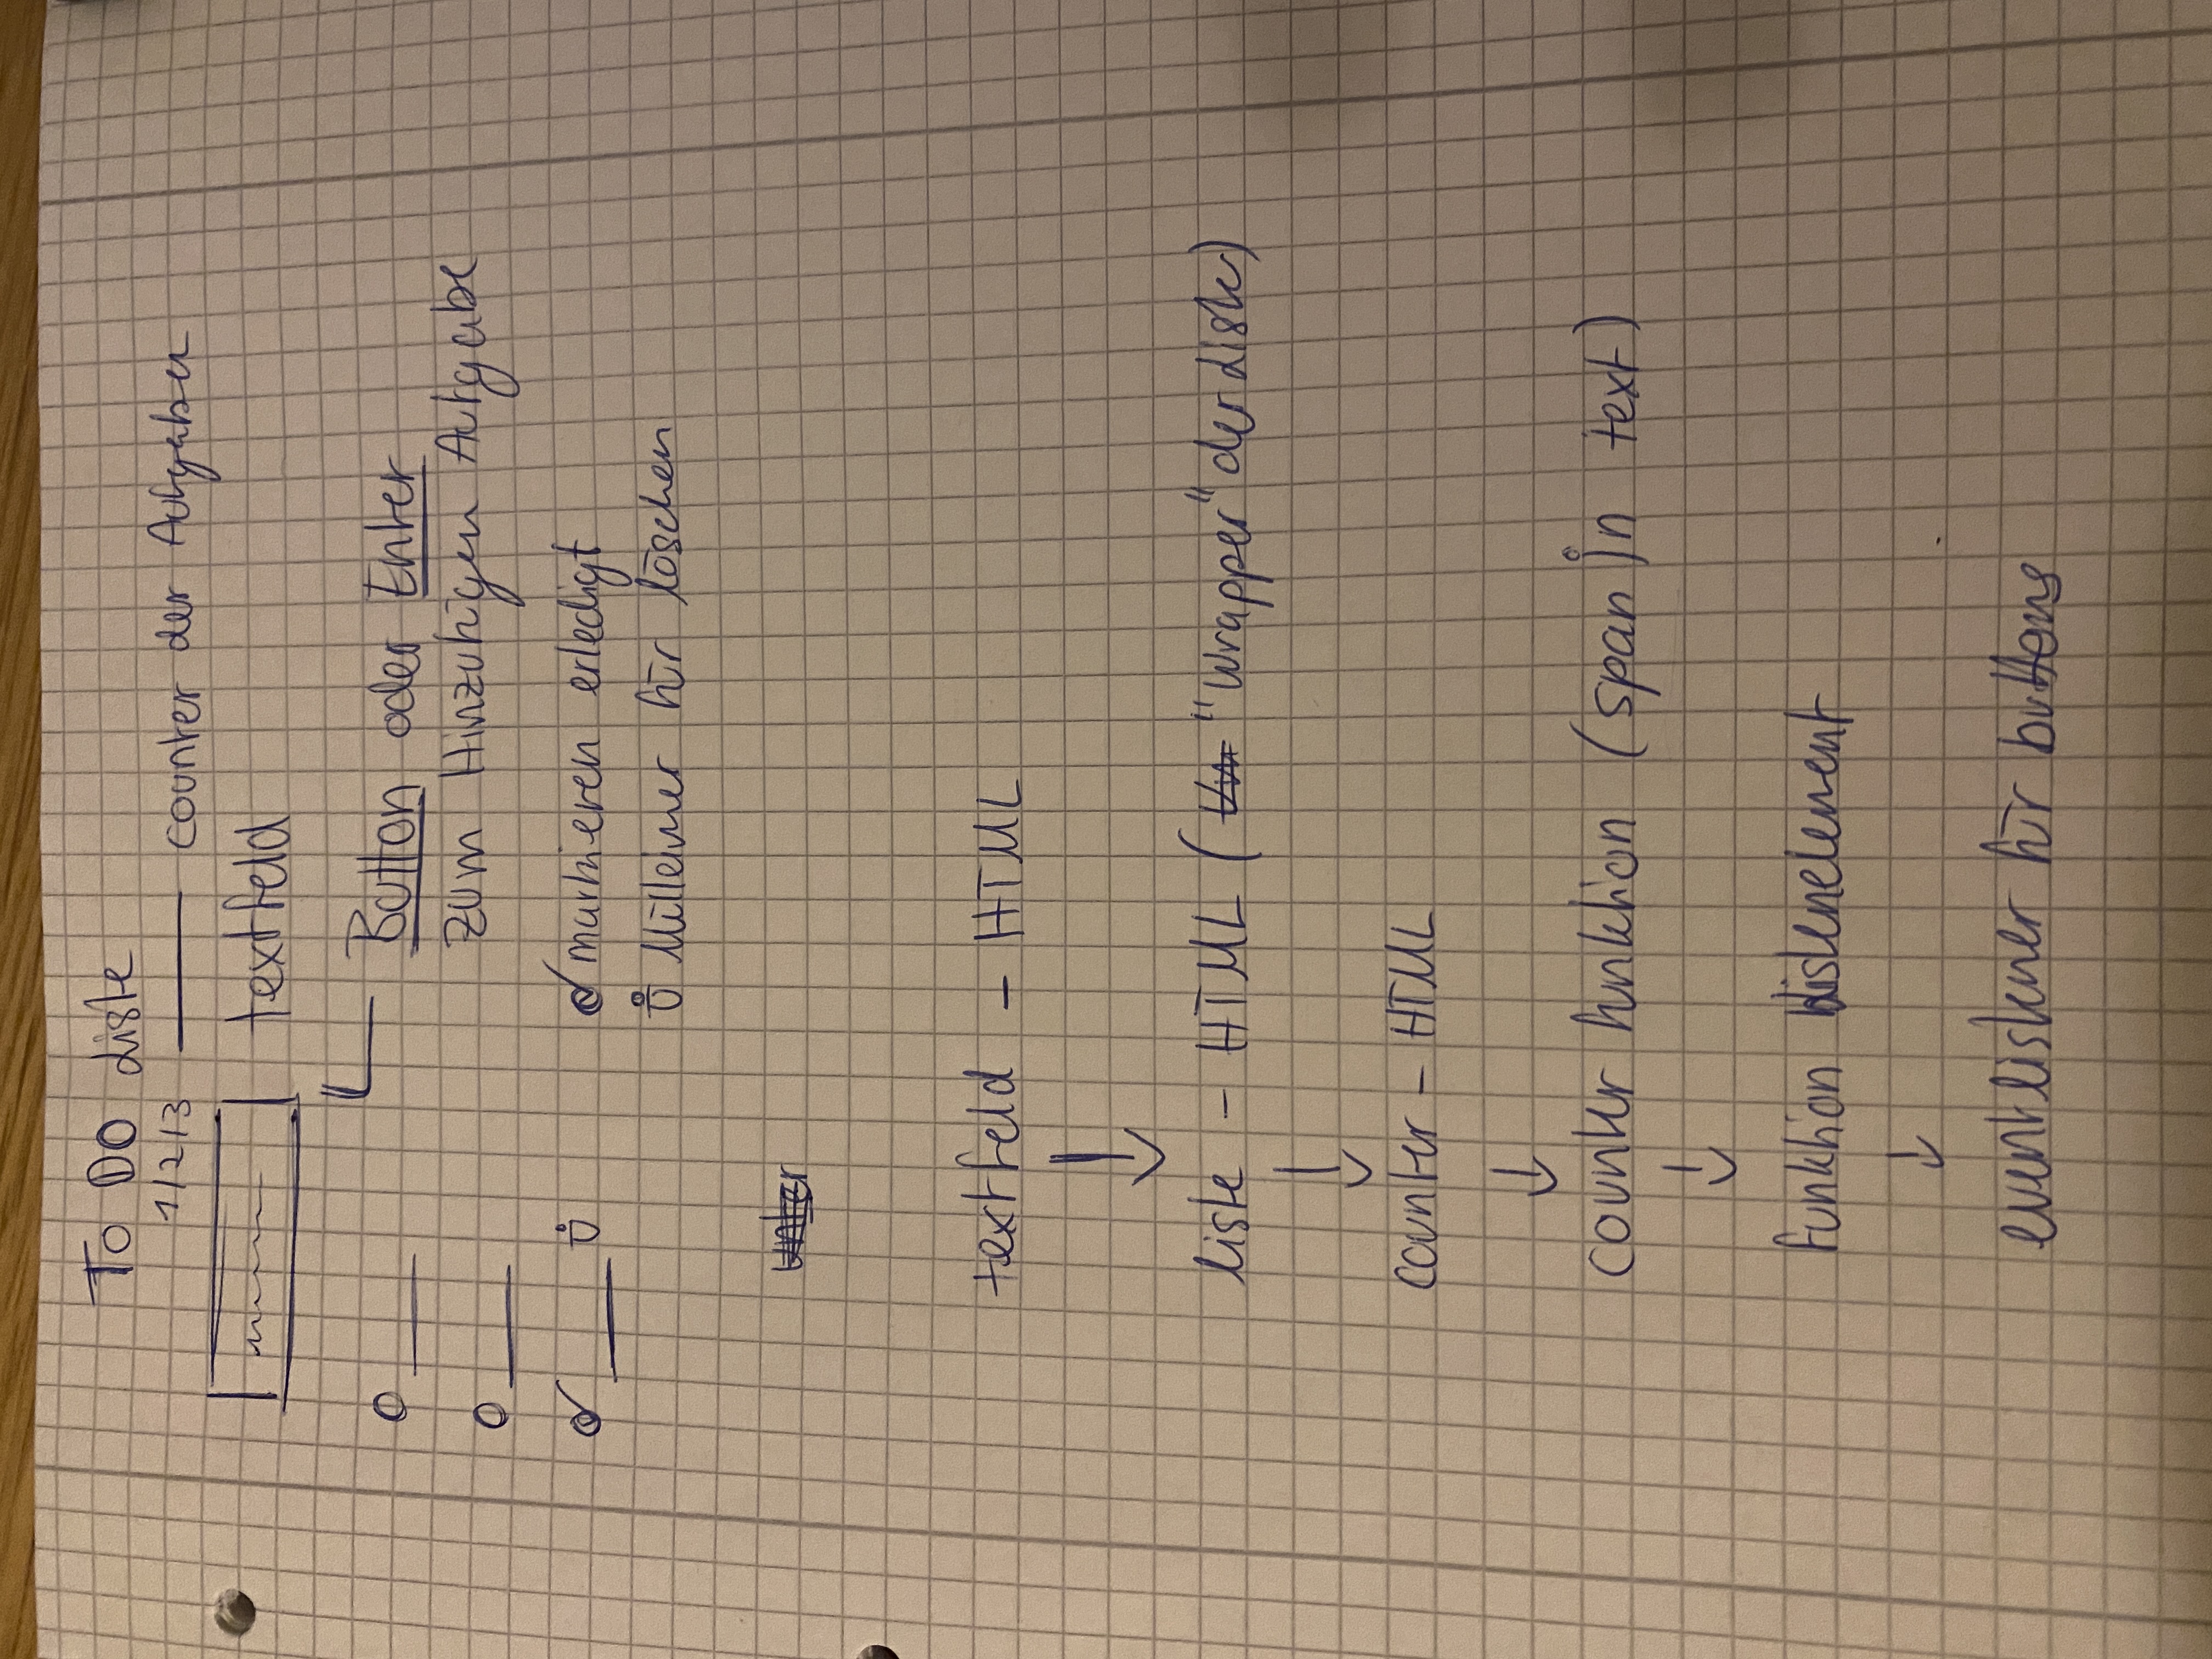 To DO Liste
1/2/3 —— counter der Aufgaben
textfeld
Button oder Enter
zum Hinzufügen Aufgabe
markieren erledigt
Mülleimer für löschen
unter
textfeld - HTML
liste - HTML ( "Wrapper" der Liste)
counter - HTML
counter funktion (span in text)
funktion Listenelement
eventlistener für buttons